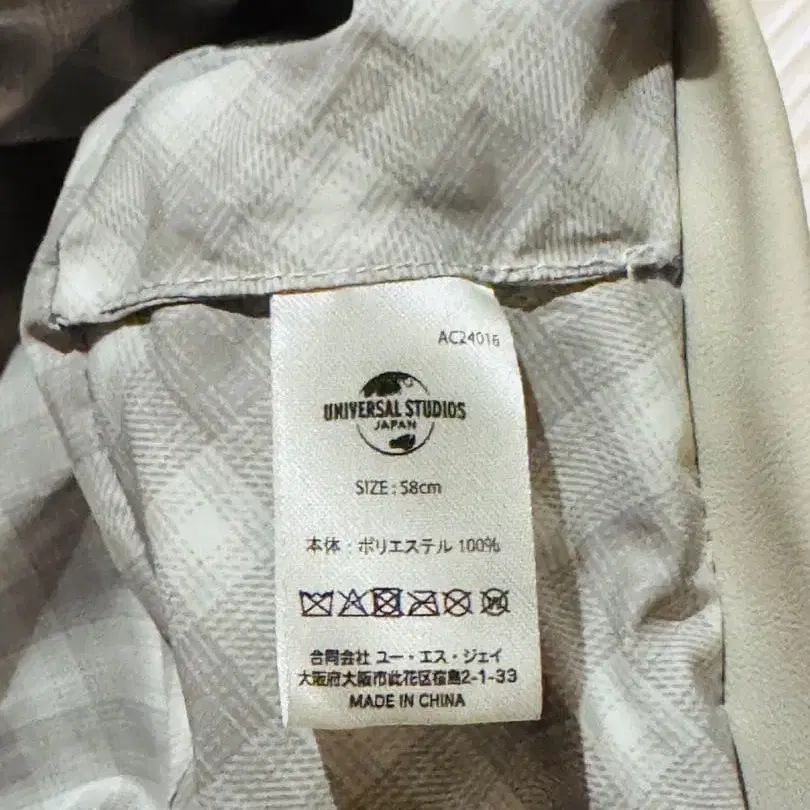 AC24016
UNIVERSAL STUDIOS
JAPAN
SIZE : 58cm
本体 : ポリエステル 100%
合同会社 ユー・エス・ジェイ
大阪府大阪市此花区桜島2-1-33
MADE IN CHINA